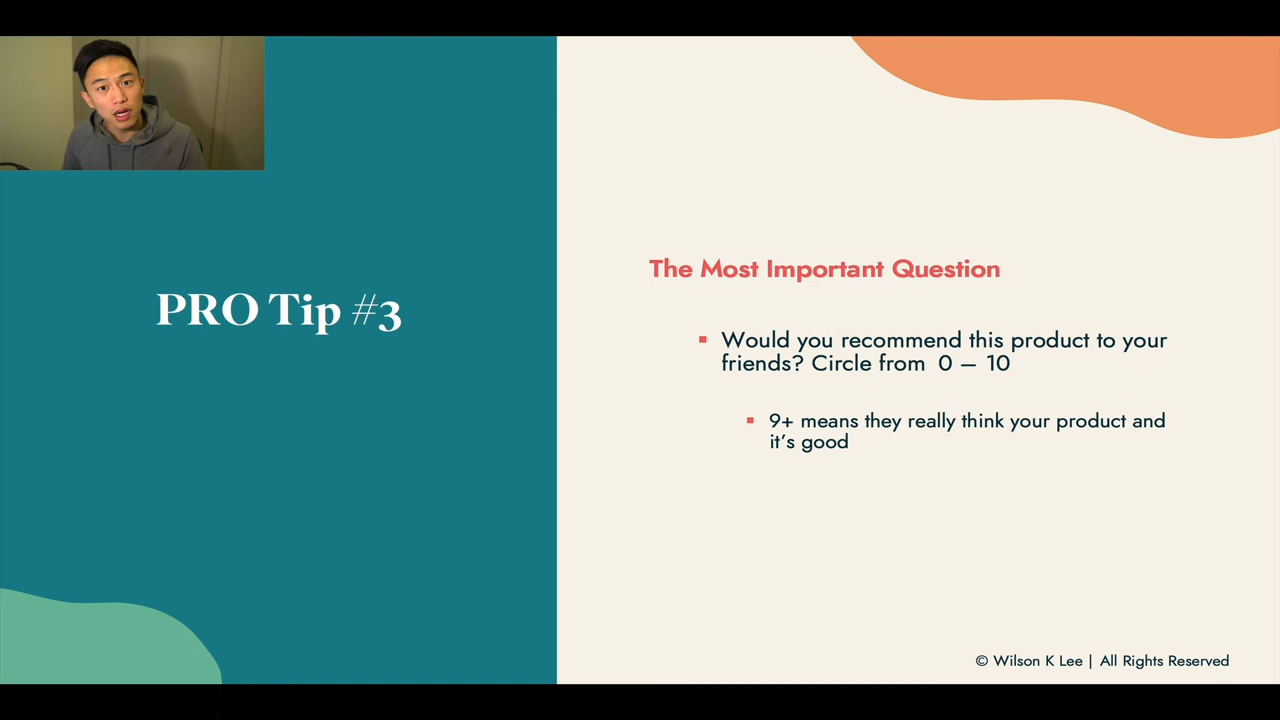 PRO Tip #3
The Most Important Question
Would you recommend this product to your
friends? Circle from 0 – 10
9+ means they really think your product and
it's good
© Wilson K Lee | All Rights Reserved